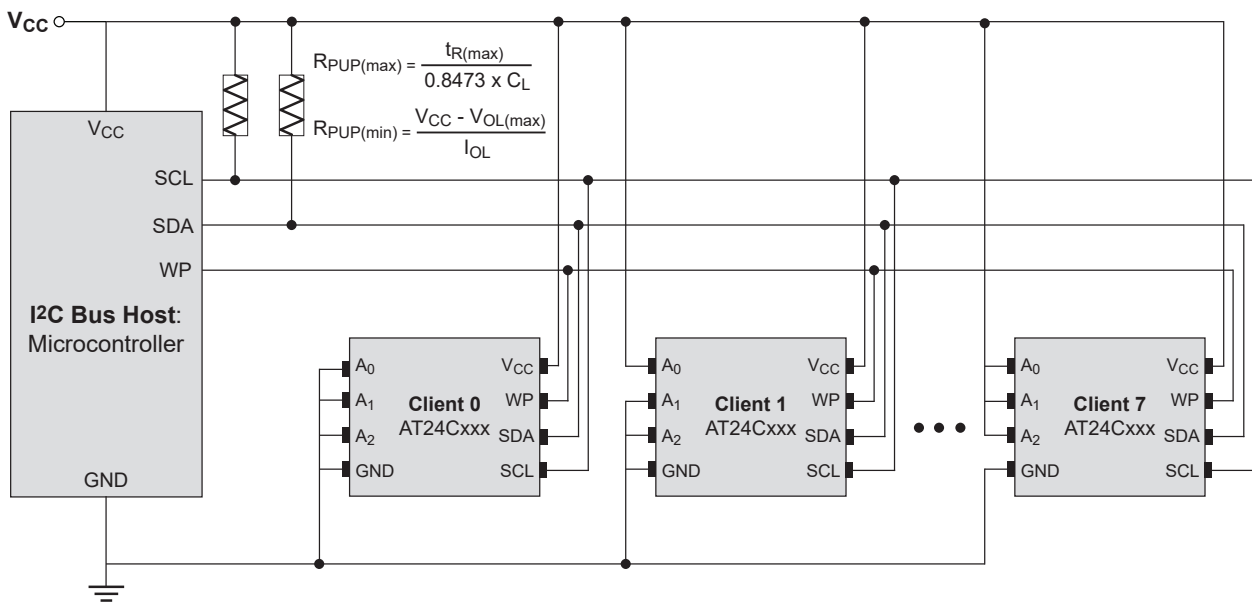 VCC
RPUP(max) = tR(max)
0.8473 x CL
RPUP(min) = VCC - VOL(max)
IOL
VCC
SCL
SDA
WP
I2C Bus Host:
Microcontroller
GND
A0
A1
A2
GND
Client 0
AT24Cxxx
VCC
WP
SDA
SCL
A0
A1
A2
GND
Client 1
AT24Cxxx
VCC
WP
SDA
SCL
A0
A1
A2
GND
Client 7
AT24Cxxx
VCC
WP
SDA
SCL